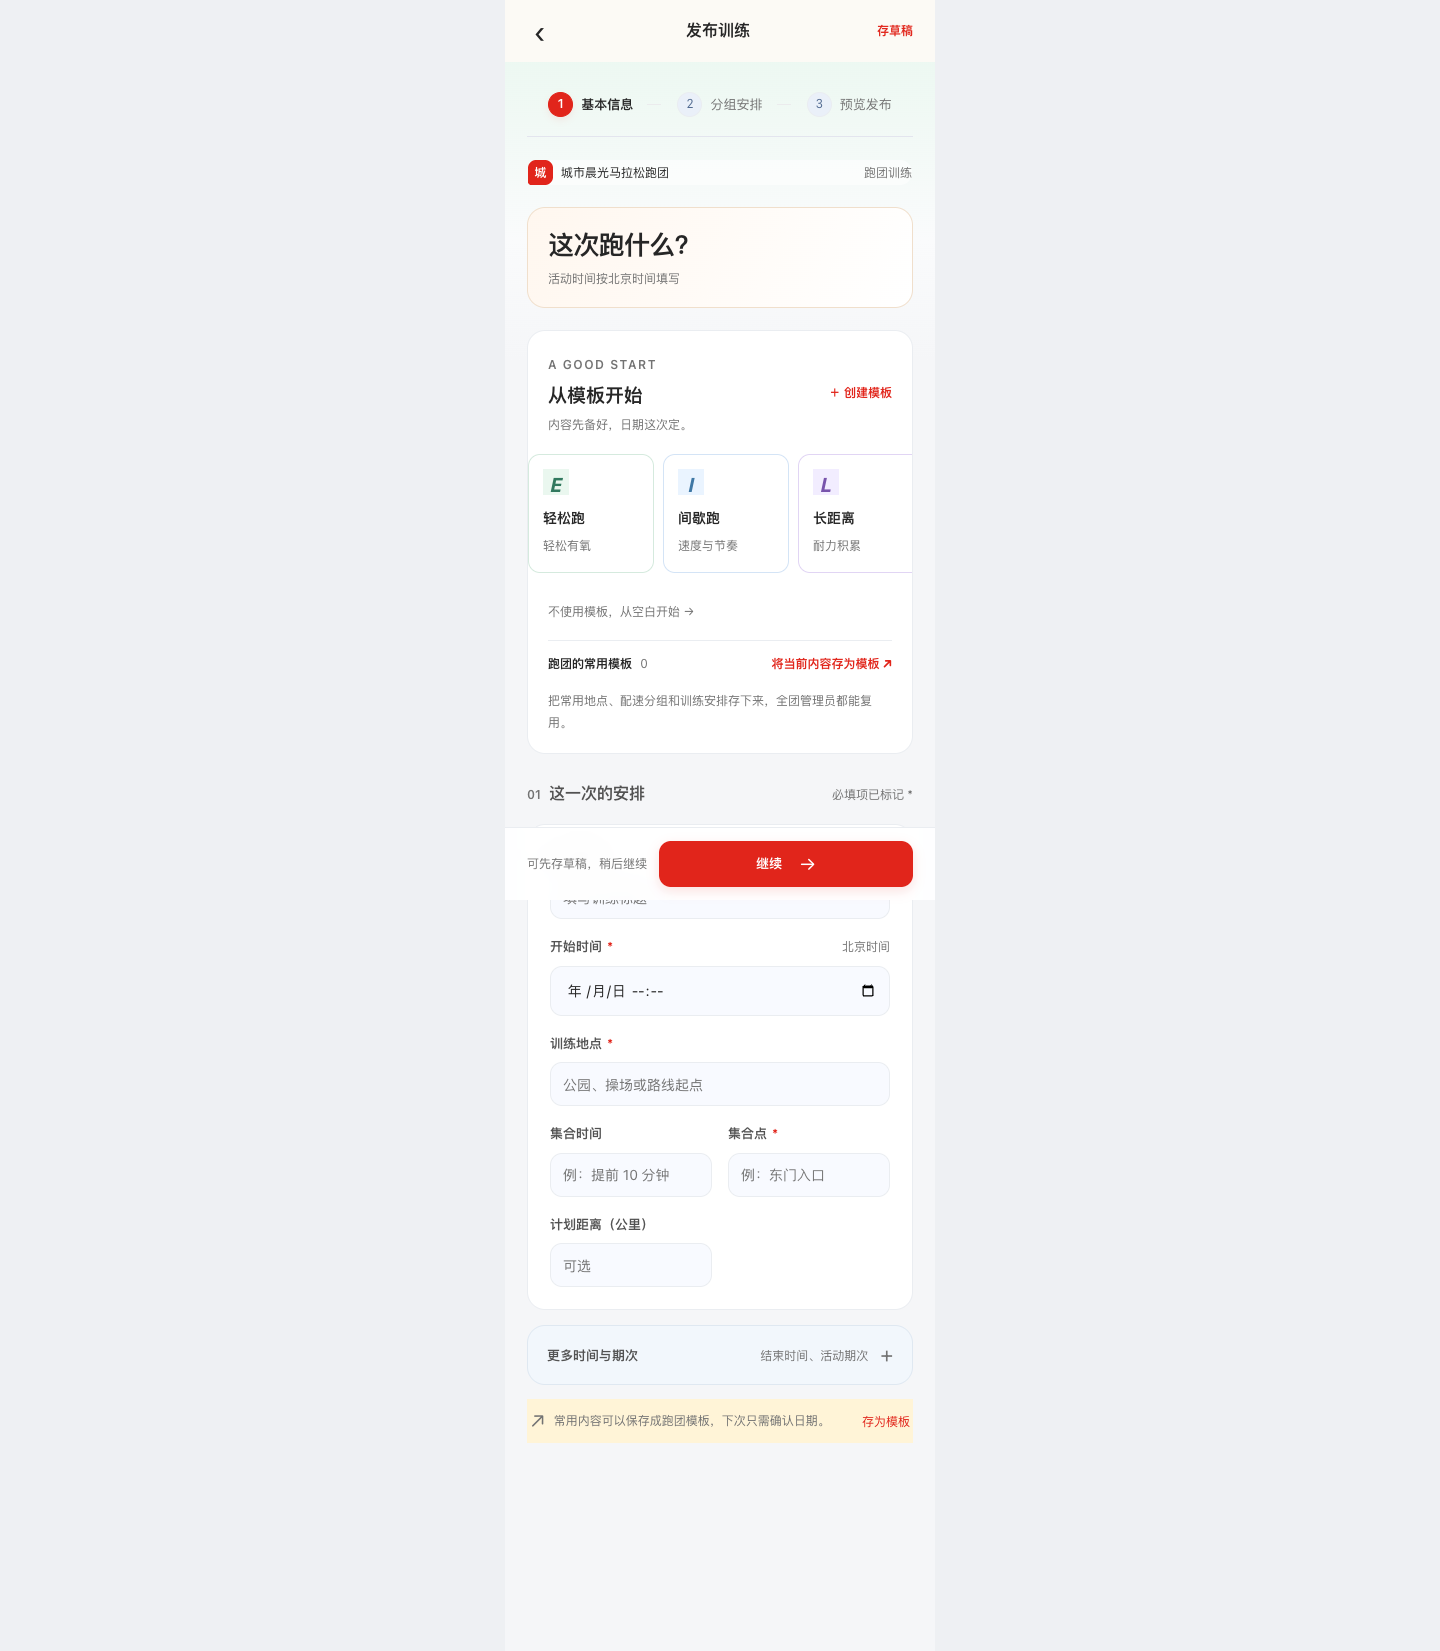 ‹
发布训练
存草稿
1 基本信息
2 分组安排
3 预览发布
城 城市晨光马拉松跑团
跑团训练
这次跑什么?
活动时间按北京时间填写
A GOOD START
从模板开始
+ 创建模板
内容先备好，日期这次定。
E
轻松跑
轻松有氧
I
间歇跑
速度与节奏
L
长距离
耐力积累
不使用模板，从空白开始 →
跑团的常用模板 0
将当前内容存为模板 ↗
把常用地点、配速分组和训练安排存下来，全团管理员都能复
用。
01 这一次的安排
必填项已标记 *
可先存草稿，稍后继续
继续 →
填写训练标题
开始时间 *
北京时间
年 /月/日 --:--
训练地点 *
公园、操场或路线起点
集合时间
集合点 *
例：提前 10 分钟
例：东门入口
计划距离（公里）
可选
更多时间与期次
结束时间、活动期次 +
↗ 常用内容可以保存成跑团模板，下次只需确认日期。
存为模板